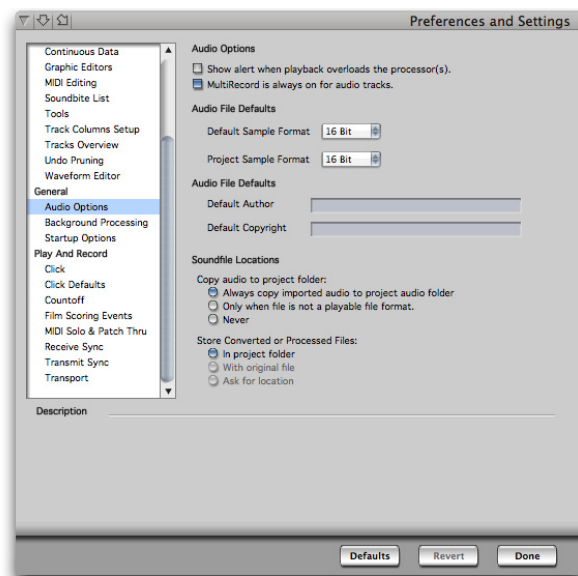 Preferences and Settings
Continuous Data
Graphic Editors
MIDI Editing
Soundbite List
Tools
Track Columns Setup
Tracks Overview
Undo Pruning
Waveform Editor
General
Audio Options
Background Processing
Startup Options
Play And Record
Click
Click Defaults
Countoff
Film Scoring Events
MIDI Solo & Patch Thru
Receive Sync
Transmit Sync
Transport
Audio Options
Show alert when playback overloads the processor(s).
MultiRecord is always on for audio tracks.
Audio File Defaults
Default Sample Format 16 Bit
Project Sample Format 16 Bit
Audio File Defaults
Default Author
Default Copyright
Soundfile Locations
Copy audio to project folder:
Always copy imported audio to project audio folder
Only when file is not a playable file format.
Never
Store Converted or Processed Files:
In project folder
With original file
Ask for location
Description
Defaults Revert Done